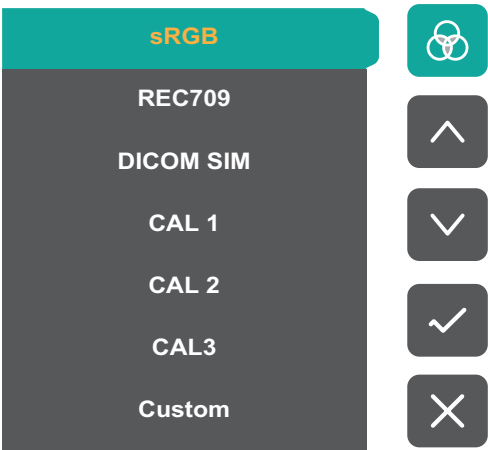 sRGB
REC709
DICOM SIM
CAL 1
CAL 2
CAL3
Custom